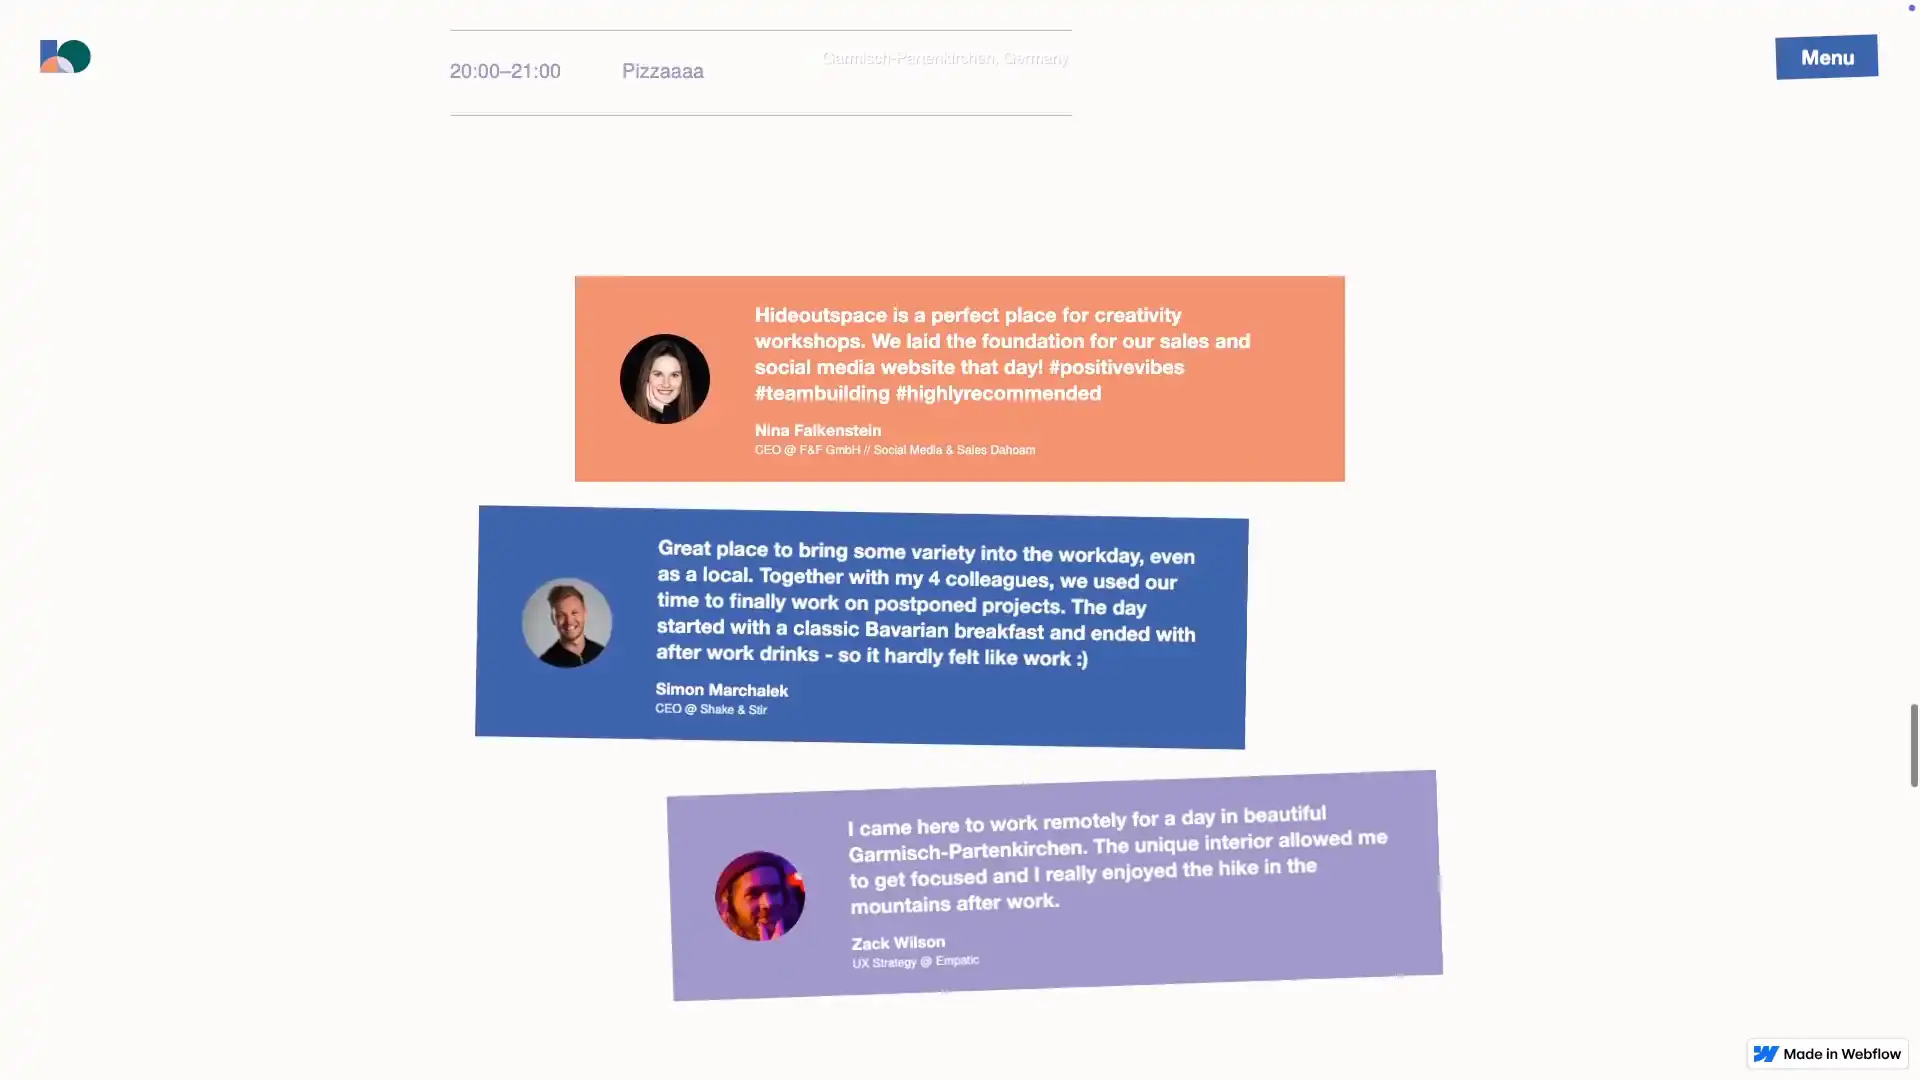 Garmisch-Partenkirchen, Germany
Menu
20:00–21:00 Pizzaaaa
Hideoutspace is a perfect place for creativity
workshops. We laid the foundation for our sales and
social media website that day! #positivevibes
#teambuilding #highlyrecommended
Nina Falkenstein
CEO @ F&F GmbH // Social Media & Sales Dahoam
Great place to bring some variety into the workday, even
as a local. Together with my 4 colleagues, we used our
time to finally work on postponed projects. The day
started with a classic Bavarian breakfast and ended with
after work drinks - so it hardly felt like work :)
Simon Marchalek
CEO @ Shake & Stir
I came here to work remotely for a day in beautiful
Garmisch-Partenkirchen. The unique interior allowed me
to get focused and I really enjoyed the hike in the
mountains after work.
Zack Wilson
UX Strategy @ Empatic
Made in Webflow